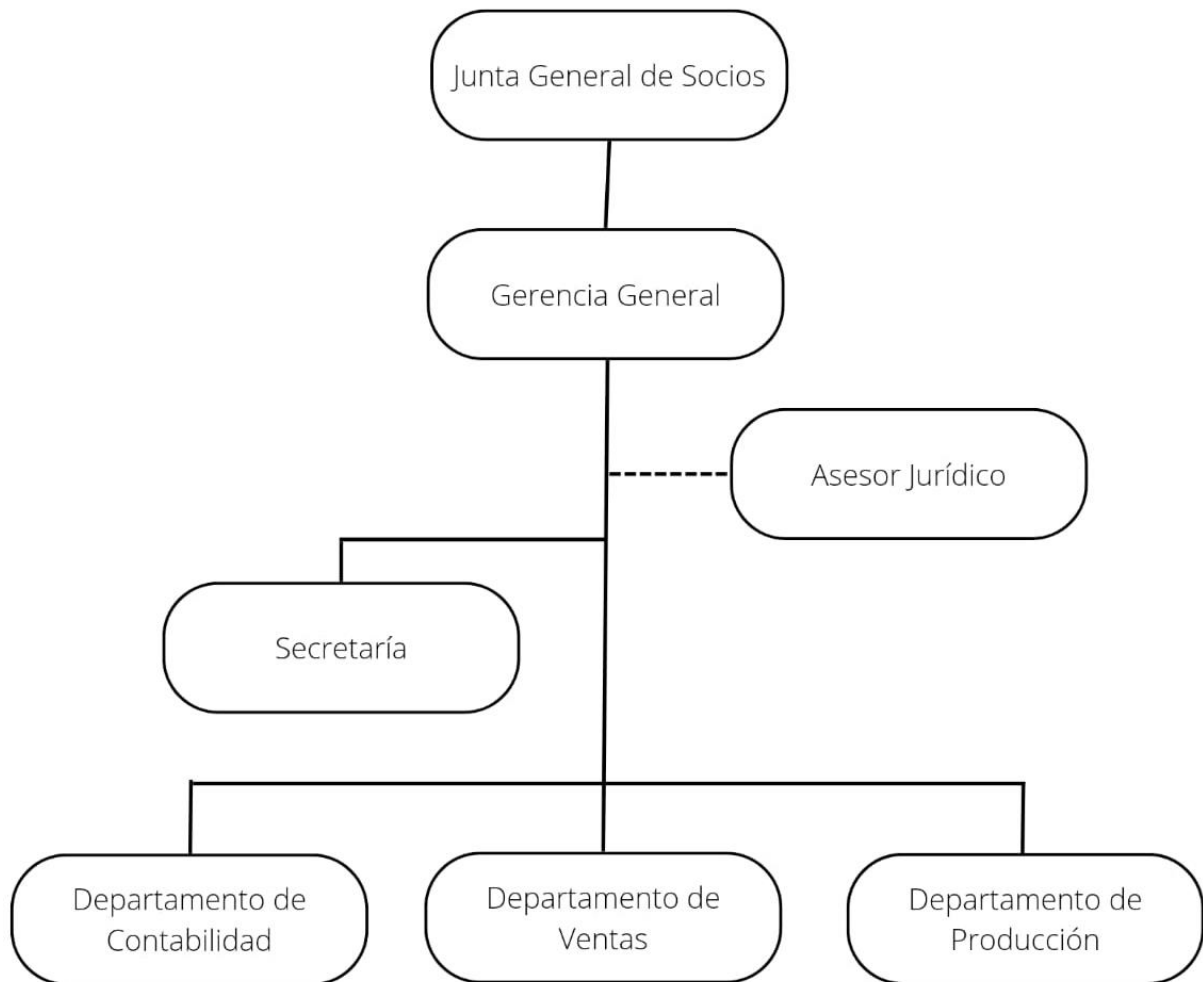 Junta General de Socios
Gerencia General
Asesor Jurídico
Secretaría
Departamento de
Contabilidad
Departamento de
Ventas
Departamento de
Producción